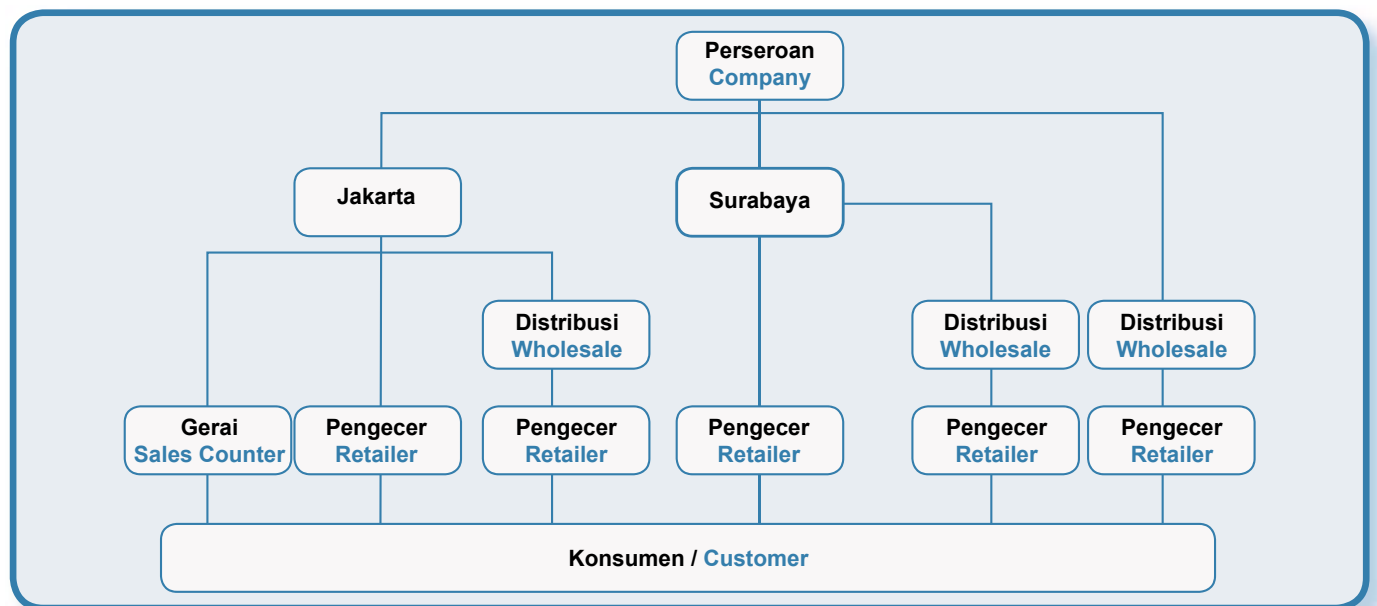 Perseroan
Company
Jakarta
Surabaya
Distribusi
Wholesale
Distribusi
Wholesale
Distribusi
Wholesale
Gerai
Sales Counter
Pengecer
Retailer
Pengecer
Retailer
Pengecer
Retailer
Pengecer
Retailer
Pengecer
Retailer
Konsumen / Customer